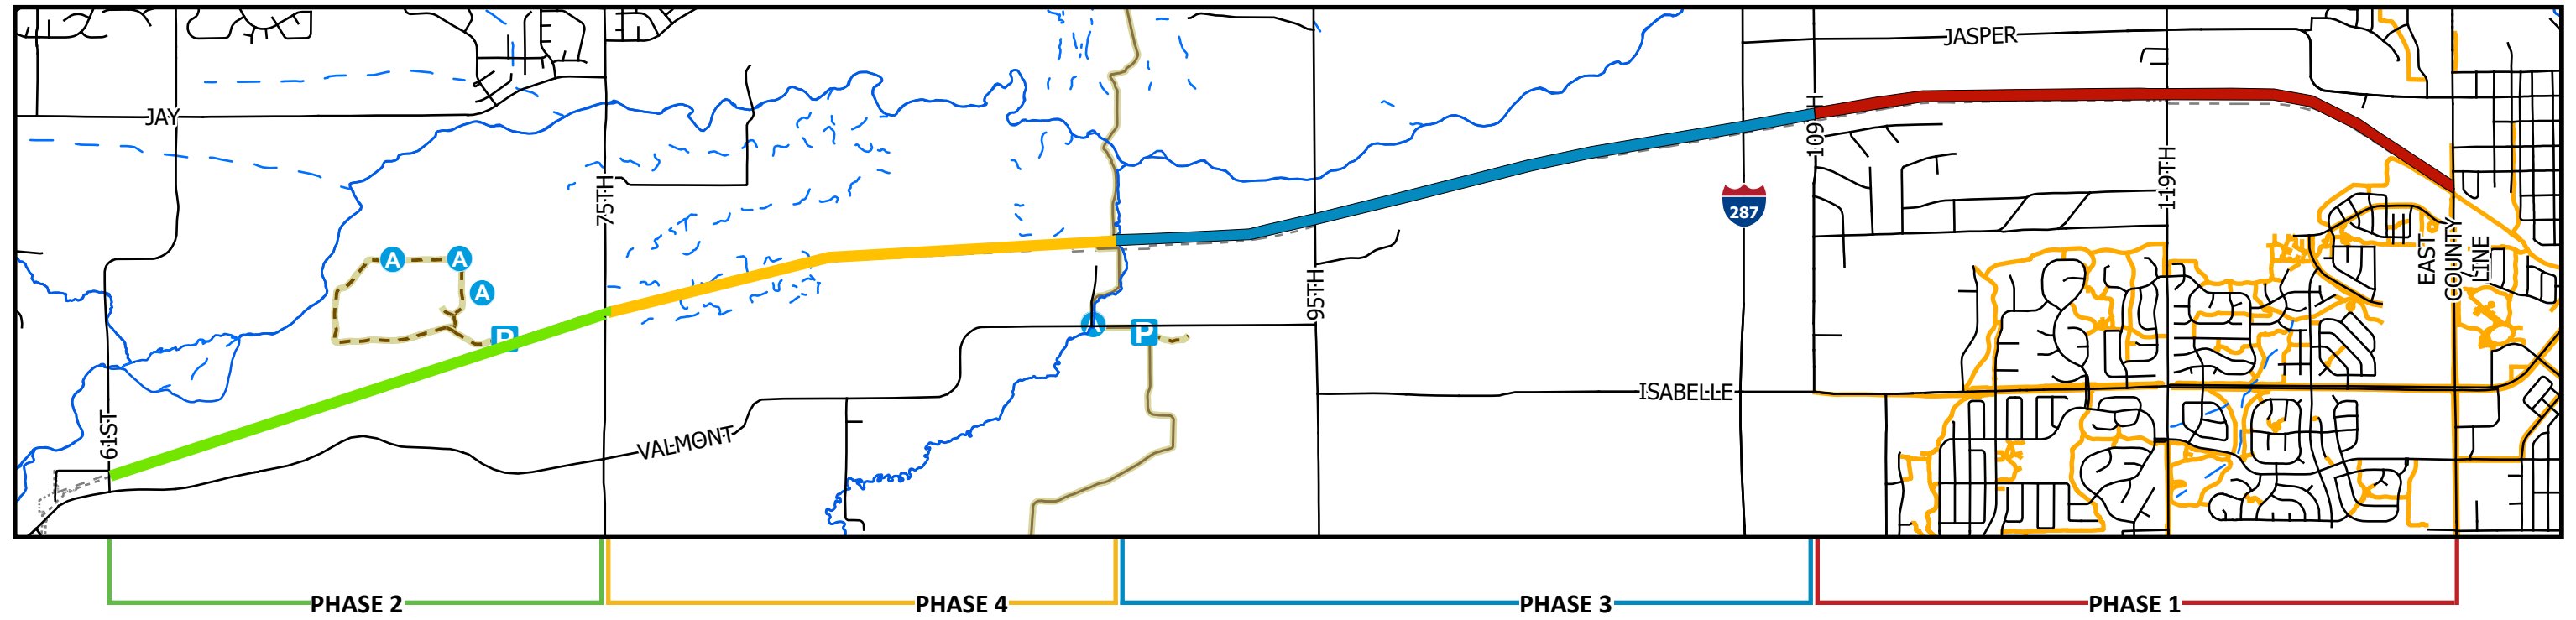 JASPER
JAY
109TH
119TH
75TH
287
A
A
A
EAST
COUNTY
LINE
95TH
P
A
P
ISABELLE
61ST
VALMONT
PHASE 2
PHASE 4
PHASE 3
PHASE 1